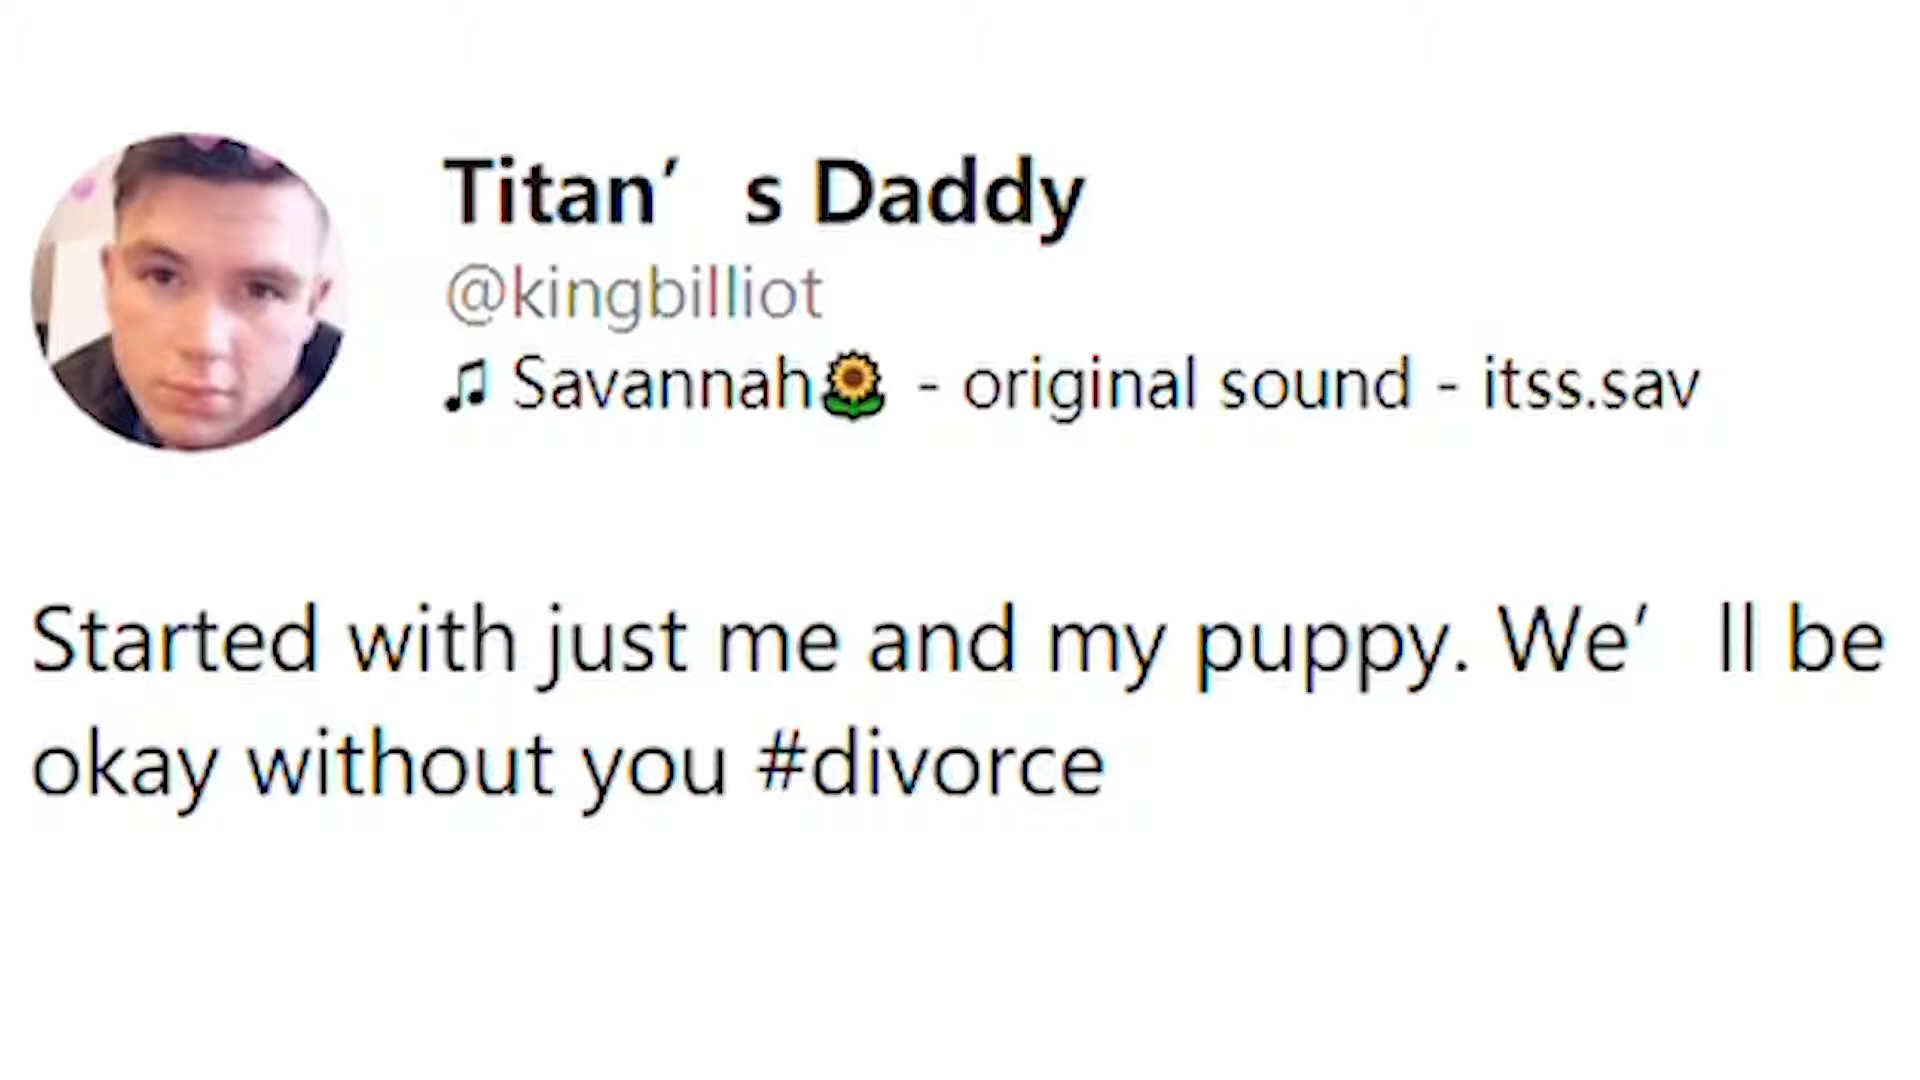 Titan’s Daddy
@kingbilliot
♫ Savannah🌻 - original sound - itss.sav
Started with just me and my puppy. We’ll be
okay without you #divorce